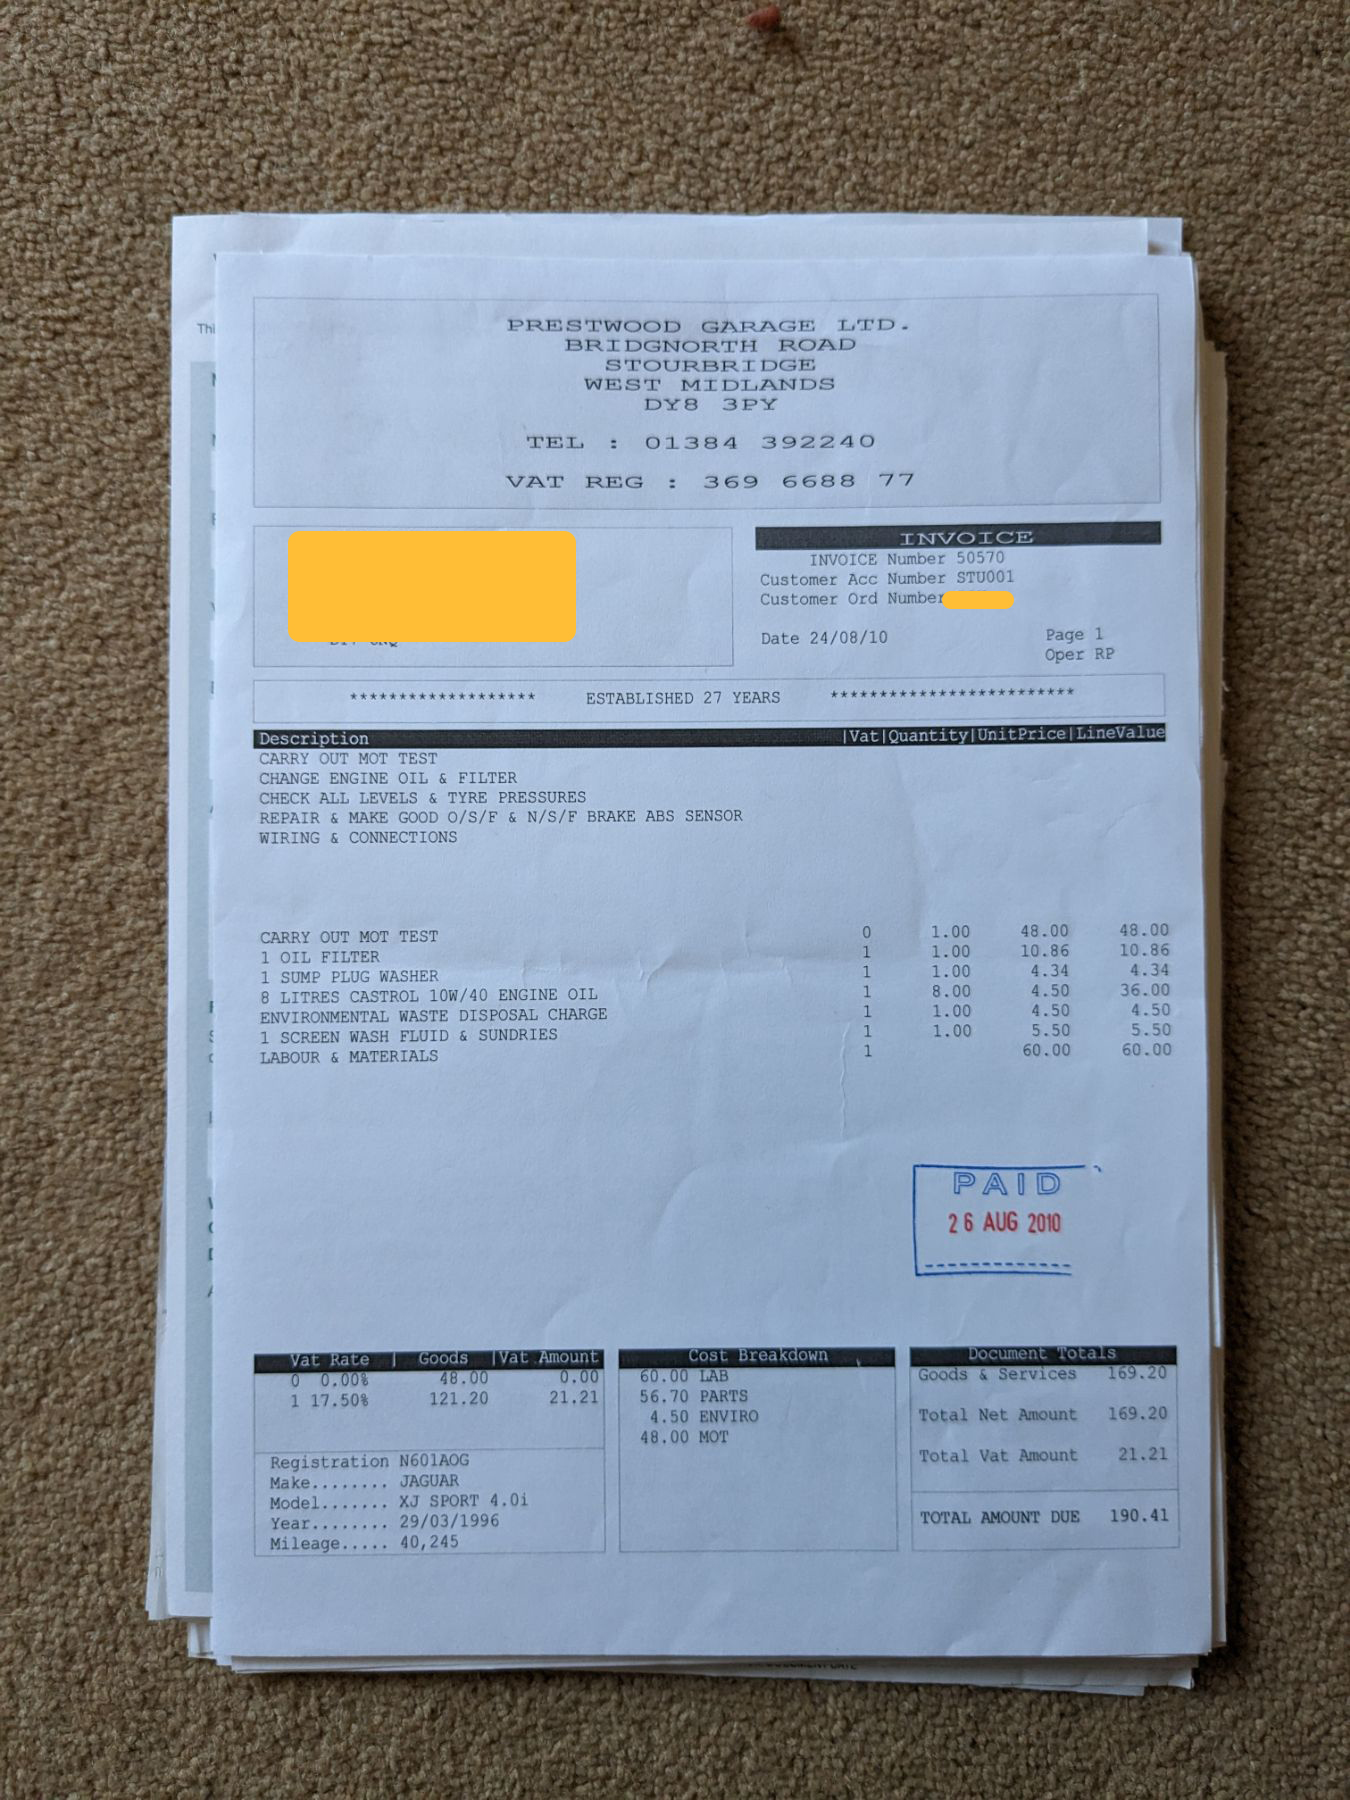 PRESTWOOD GARAGE LTD.
BRIDGNORTH ROAD
STOURBRIDGE
WEST MIDLANDS
DY8 3PY
TEL : 01384 392240
VAT REG : 369 6688 77
INVOICE
INVOICE Number 50570
Customer Acc Number STU001
Customer Ord Number
Date 24/08/10 Page 1
Oper RP
******************* ESTABLISHED 27 YEARS *************************
Description |Vat|Quantity|UnitPrice|LineValue
CARRY OUT MOT TEST
CHANGE ENGINE OIL & FILTER
CHECK ALL LEVELS & TYRE PRESSURES
REPAIR & MAKE GOOD O/S/F & N/S/F BRAKE ABS SENSOR
WIRING & CONNECTIONS
CARRY OUT MOT TEST 0 1.00 48.00 48.00
1 OIL FILTER 1 1.00 10.86 10.86
1 SUMP PLUG WASHER 1 1.00 4.34 4.34
8 LITRES CASTROL 10W/40 ENGINE OIL 1 8.00 4.50 36.00
ENVIRONMENTAL WASTE DISPOSAL CHARGE 1 1.00 4.50 4.50
1 SCREEN WASH FLUID & SUNDRIES 1 1.00 5.50 5.50
LABOUR & MATERIALS 1 60.00 60.00
PAID
26 AUG 2010
Vat Rate | Goods |Vat Amount
0 0.00% 48.00 0.00
1 17.50% 121.20 21.21
Registration N601AOG
Make........ JAGUAR
Model....... XJ SPORT 4.0i
Year........ 29/03/1996
Mileage..... 40,245
Cost Breakdown
60.00 LAB
56.70 PARTS
4.50 ENVIRO
48.00 MOT
Document Totals
Goods & Services 169.20
Total Net Amount 169.20
Total Vat Amount 21.21
TOTAL AMOUNT DUE 190.41